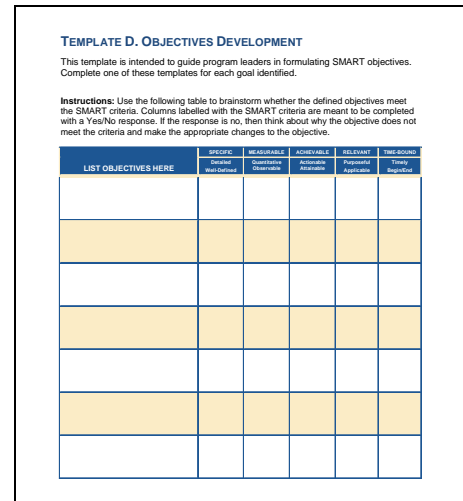 TEMPLATE D. OBJECTIVES DEVELOPMENT
This template is intended to guide program leaders in formulating SMART objectives.
Complete one of these templates for each goal identified.
Instructions: Use the following table to brainstorm whether the defined objectives meet
the SMART criteria. Columns labelled with the SMART criteria are meant to be completed
with a Yes/No response. If the response is no, then think about why the objective does not
meet the criteria and make the appropriate changes to the objective.
SPECIFIC MEASURABLE ACHIEVABLE RELEVANT TIME-BOUND
LIST OBJECTIVES HERE
Detailed Quantitative Actionable Purposeful Timely
Well-Defined Observable Attainable Applicable Begin/End